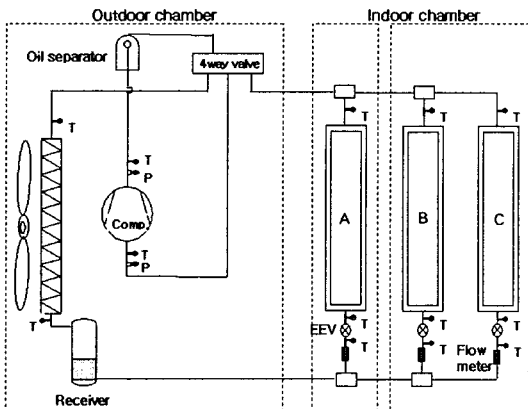 Outdoor chamber
Indoor chamber
Oil separator
4way valve
T
T
T
T
T
P
Comp.
T
P
A
B
C
T
EEV
T
T
T
T
T
T
Flow
meter
T
Receiver